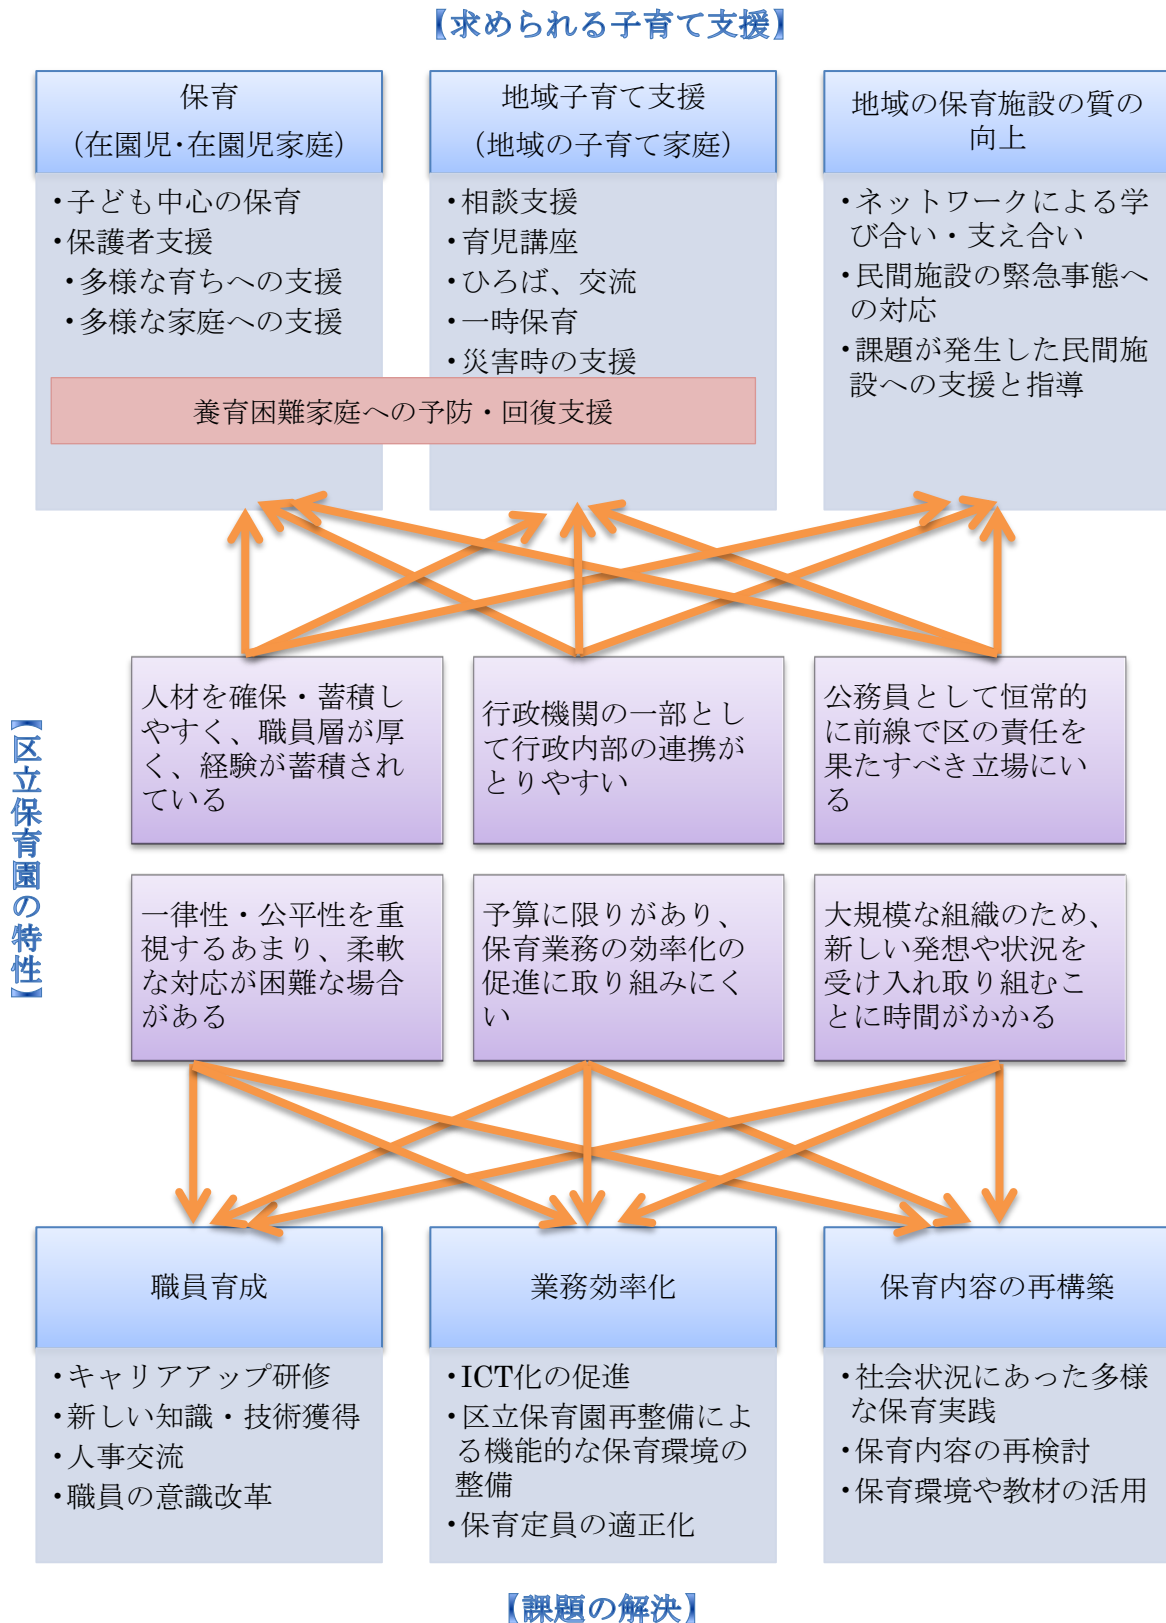 【求められる子育て支援】
保育
（在園児・在園児家庭）
・子ども中心の保育
・保護者支援
・多様な育ちへの支援
・多様な家庭への支援
地域子育て支援
（地域の子育て家庭）
・相談支援
・育児講座
・ひろば、交流
・一時保育
・災害時の支援
地域の保育施設の質の
向上
・ネットワークによる学
び合い・支え合い
・民間施設の緊急事態へ
の対応
・課題が発生した民間施
設への支援と指導
養育困難家庭への予防・回復支援
【区立保育園の特性】
人材を確保・蓄積し
やすく、職員層が厚
く、経験が蓄積され
ている
行政機関の一部とし
て行政内部の連携が
とりやすい
公務員として恒常的
に前線で区の責任を
果たすべき立場にい
る
一律性・公平性を重
視するあまり、柔軟
な対応が困難な場合
がある
予算に限りがあり、
保育業務の効率化の
促進に取り組みにく
い
大規模な組織のため、
新しい発想や状況を
受け入れ取り組むこ
とに時間がかかる
職員育成
・キャリアアップ研修
・新しい知識・技術獲得
・人事交流
・職員の意識改革
業務効率化
・ICT化の促進
・区立保育園再整備によ
る機能的な保育環境の
整備
・保育定員の適正化
保育内容の再構築
・社会状況にあった多様
な保育実践
・保育内容の再検討
・保育環境や教材の活用
【課題の解決】